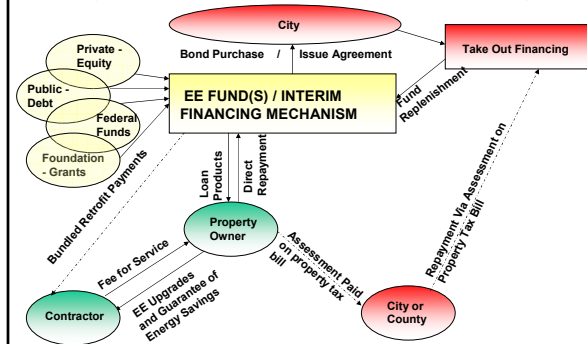 City
Private -
Equity
Bond Purchase / Issue Agreement
Take Out Financing
Public -
Debt
EE FUND(S) / INTERIM
FINANCING MECHANISM
Fund
Replenishment
Federal
Funds
Foundation
- Grants
Bundled Retrofit Payments
Loan
Products
Direct
Repayment
Repayment Via Assessment on
Property Tax Bill
Property
Owner
Assessment Paid
on property tax
bill
Fee for Service
EE Upgrades
and Guarantee of
Energy Savings
Contractor
City or
County